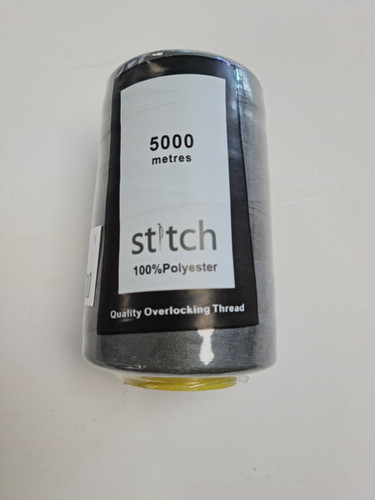 5000
metres
stitch
100%Polyester
Quality Overlocking Thread